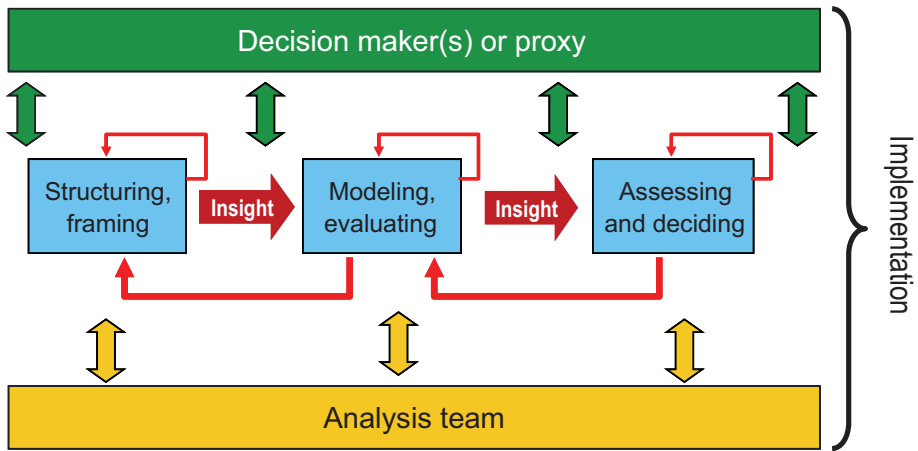 Decision maker(s) or proxy
Structuring,
framing
Insight
Modeling,
evaluating
Insight
Assessing
and deciding
Implementation
Analysis team